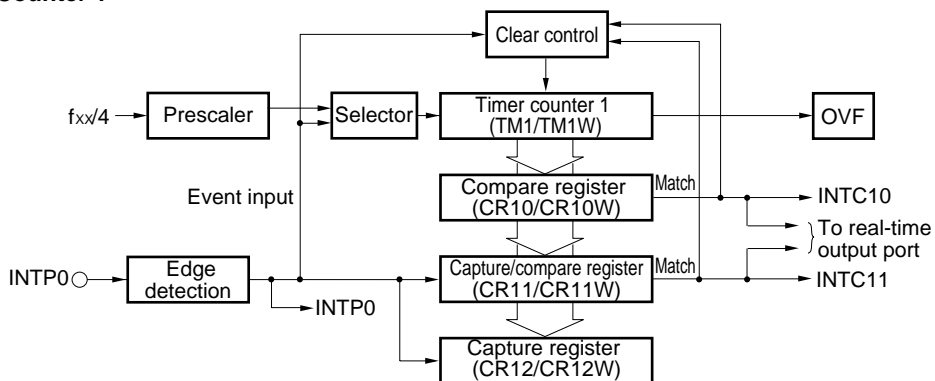 Clear control
fxx/4
Prescaler
Selector
Timer counter 1
(TM1/TM1W)
OVF
Event input
Compare register
(CR10/CR10W)
Match
INTC10
To real-time
output port
INTP0
Edge
detection
Capture/compare register
(CR11/CR11W)
Match
INTC11
INTP0
Capture register
(CR12/CR12W)